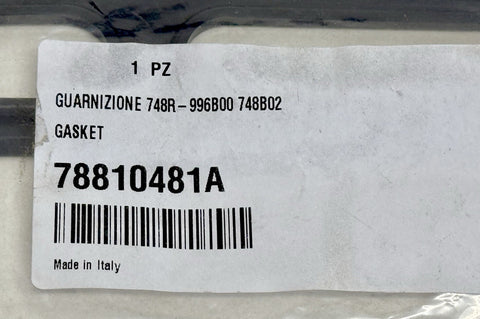 1 PZ
GUARNIZIONE 748R-996B00 748B02
GASKET
78810481A
Made in Italy